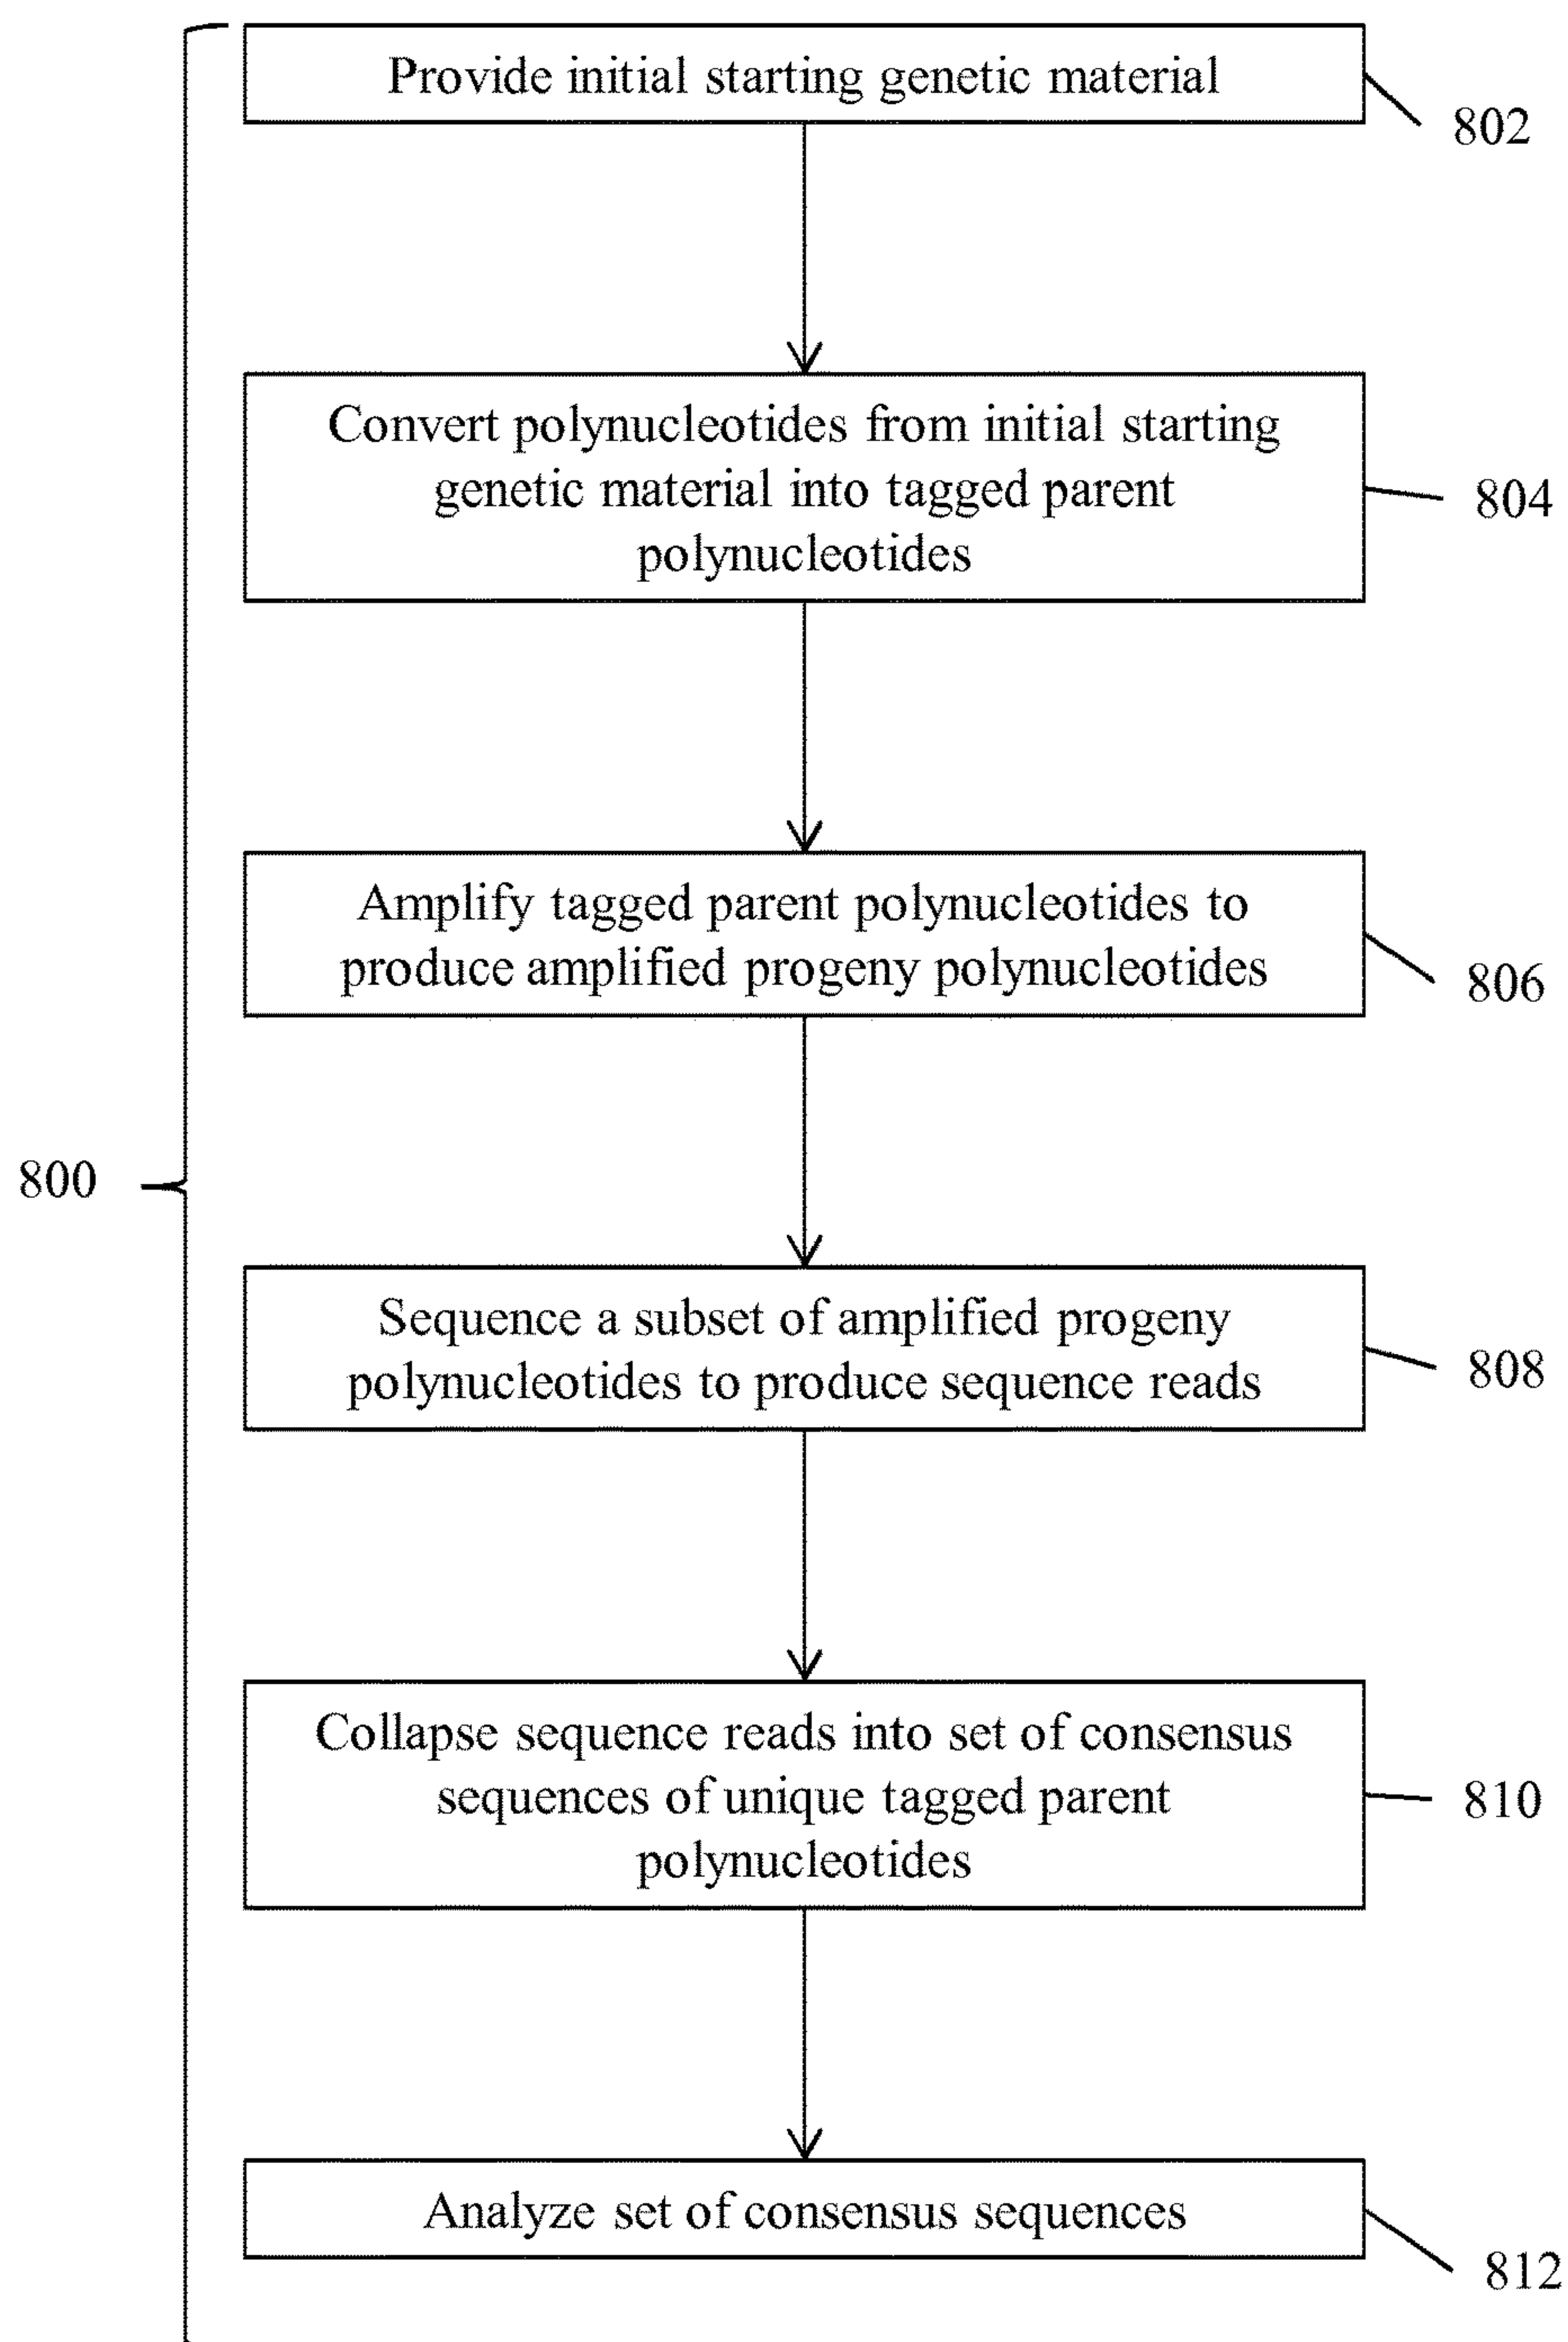 Provide initial starting genetic material
802
Convert polynucleotides from initial starting
genetic material into tagged parent
polynucleotides
804
Amplify tagged parent polynucleotides to
produce amplified progeny polynucleotides
806
800
Sequence a subset of amplified progeny
polynucleotides to produce sequence reads
808
Collapse sequence reads into set of consensus
sequences of unique tagged parent
polynucleotides
810
Analyze set of consensus sequences
812